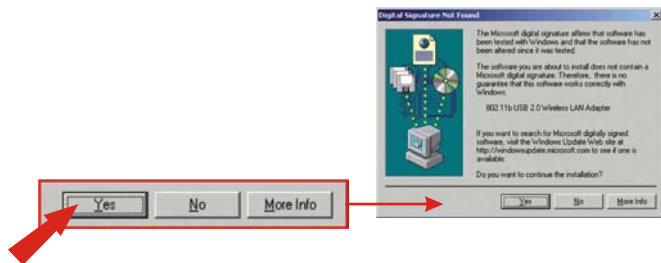 Digital Signature Not Found
The Microsoft digital signature affirms that software has
been tested with Windows and that the software has not
been altered since it was tested.
The software you are about to install does not contain a
Microsoft digital signature. Therefore, there is no
guarantee that this software works correctly with
Windows.
802.11b USB 2.0 Wireless LAN Adapter
If you want to search for Microsoft digitally signed
software, visit the Windows Update Web site at
http://windowsupdate.microsoft.com to see if one is
available.
Do you want to continue the installation?
Yes No More Info
Yes No More Info